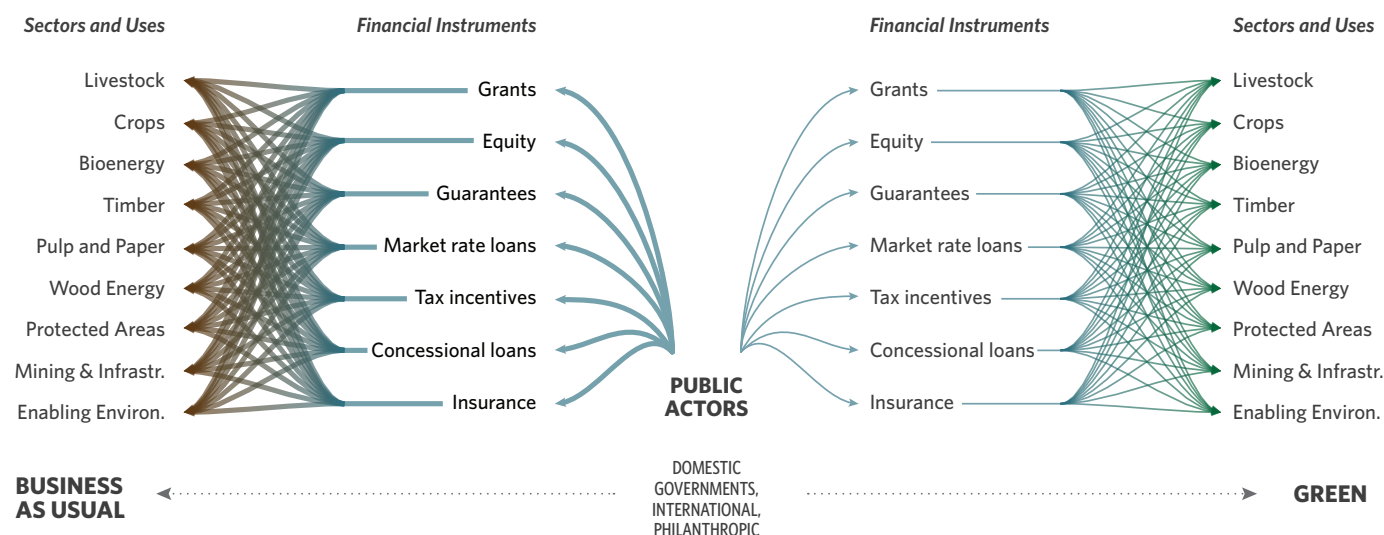 Sectors and Uses
Financial Instruments
Financial Instruments
Sectors and Uses
Livestock
Crops
Bioenergy
Timber
Pulp and Paper
Wood Energy
Protected Areas
Mining & Infrastr.
Enabling Environ.
Grants
Equity
Guarantees
Market rate loans
Tax incentives
Concessional loans
Insurance
PUBLIC
ACTORS
Grants
Equity
Guarantees
Market rate loans
Tax incentives
Concessional loans
Insurance
Livestock
Crops
Bioenergy
Timber
Pulp and Paper
Wood Energy
Protected Areas
Mining & Infrastr.
Enabling Environ.
BUSINESS
AS USUAL
DOMESTIC
GOVERNMENTS,
INTERNATIONAL,
PHILANTHROPIC
GREEN